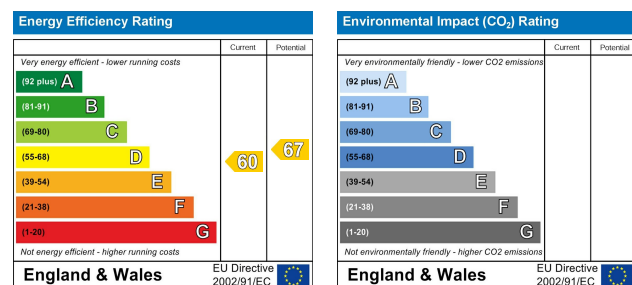 Energy Efficiency Rating
Current Potential
Very energy efficient - lower running costs
(92 plus) A
(81-91) B
(69-80) C
(55-68) D
(39-54) E
(21-38) F
(1-20) G
60
67
Not energy efficient - higher running costs
England & Wales
EU Directive
2002/91/EC
Environmental Impact (CO₂) Rating
Current Potential
Very environmentally friendly - lower CO2 emissions
(92 plus) A
(81-91) B
(69-80) C
(55-68) D
(39-54) E
(21-38) F
(1-20) G
Not environmentally friendly - higher CO2 emissions
England & Wales
EU Directive
2002/91/EC